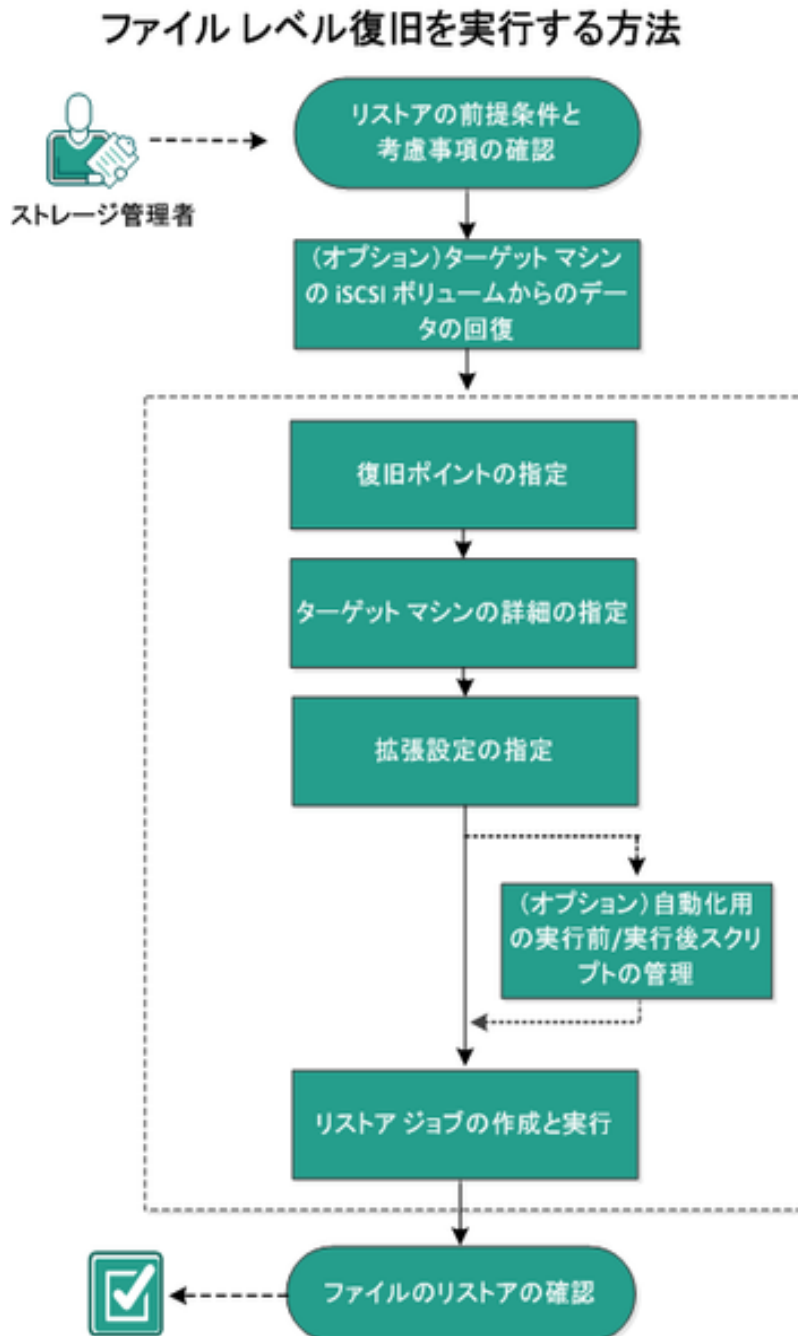 ファイル レベル復旧を実行する方法
リストアの前提条件と
考慮事項の確認
ストレージ管理者
(オプション)ターゲット マシン
の iSCSI ボリュームからのデー
タの回復
復旧ポイントの指定
ターゲット マシンの詳細の指定
拡張設定の指定
(オプション)自動化用
の実行前/実行後スクリ
プトの管理
リストア ジョブの作成と実行
ファイルのリストアの確認